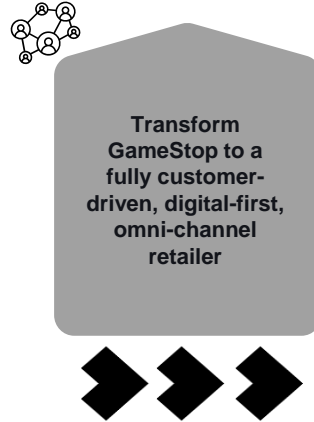 Transform
GameStop to a
fully customer-
driven, digital-first,
omni-channel
retailer